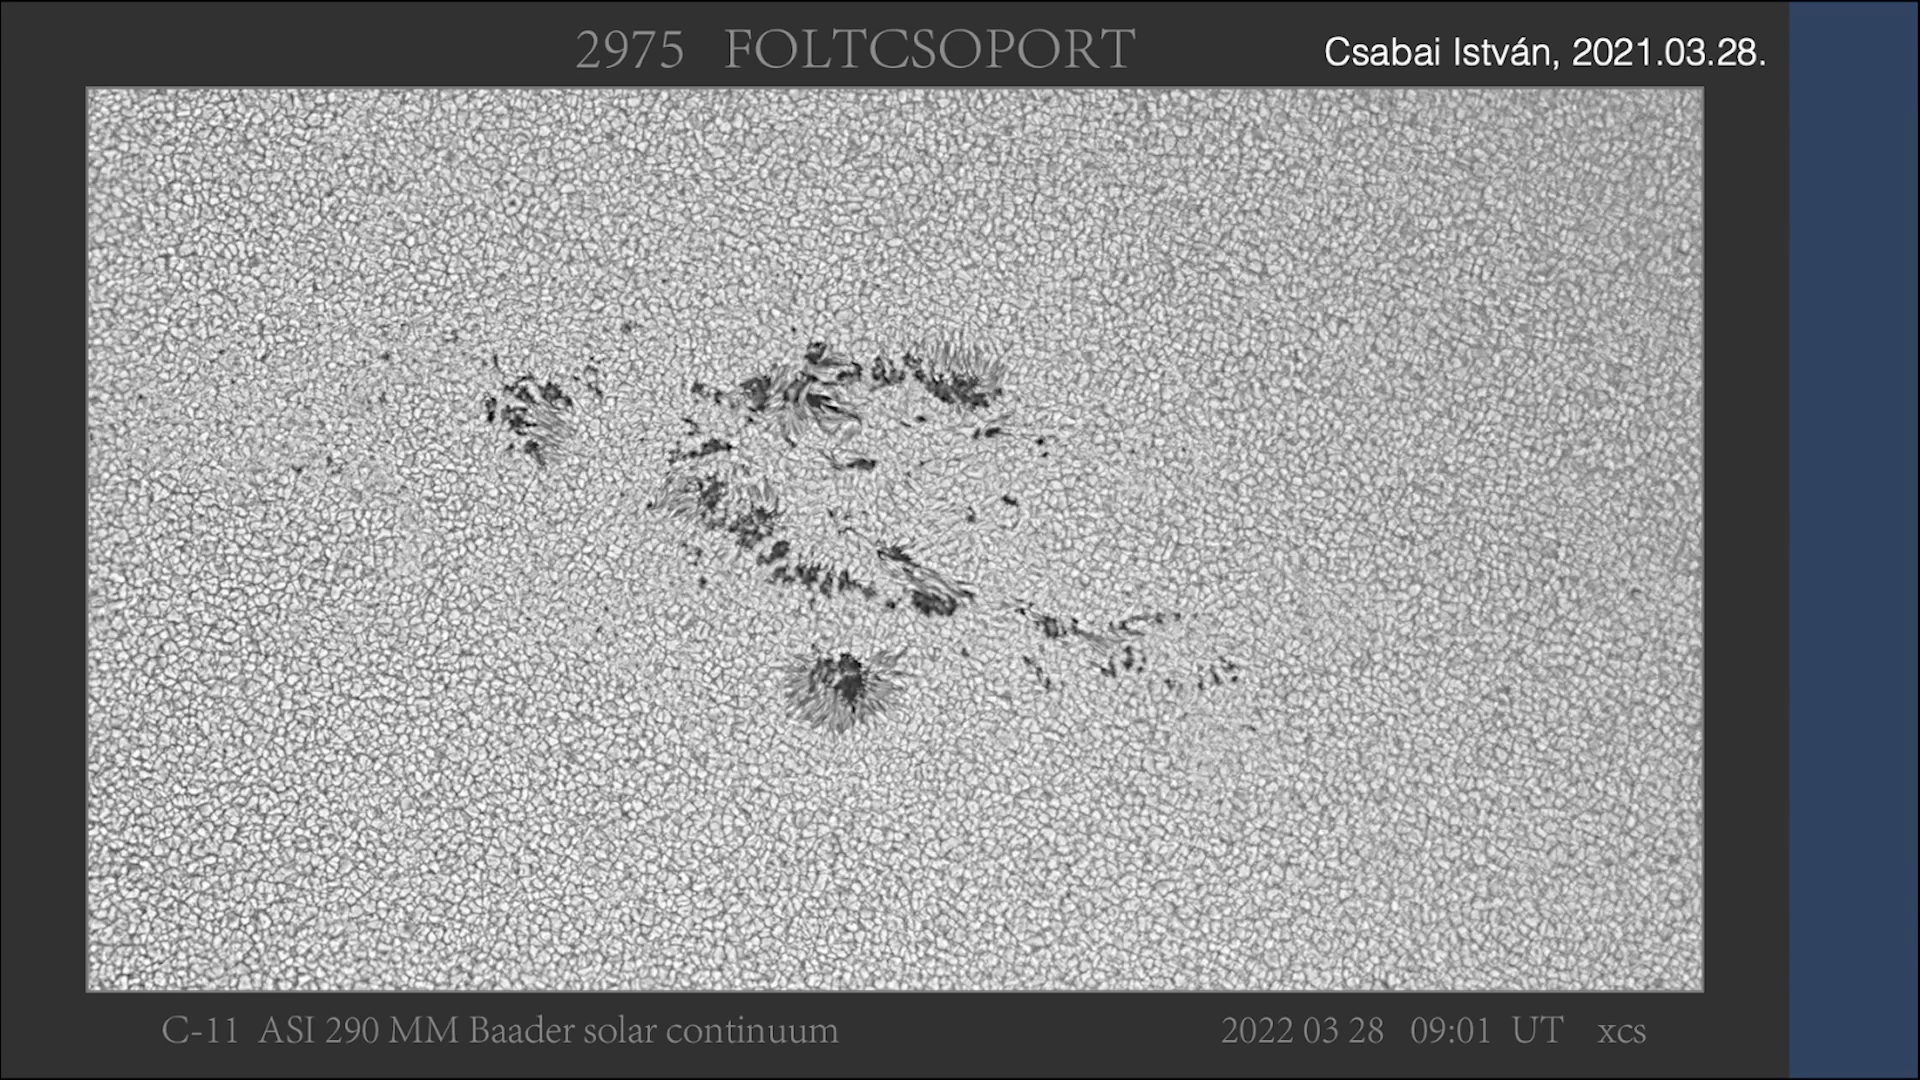 2975 FOLTCSOPORT
Csabai István, 2021.03.28.
C-11 ASI 290 MM Baader solar continuum
2022 03 28 09:01 UT xcs